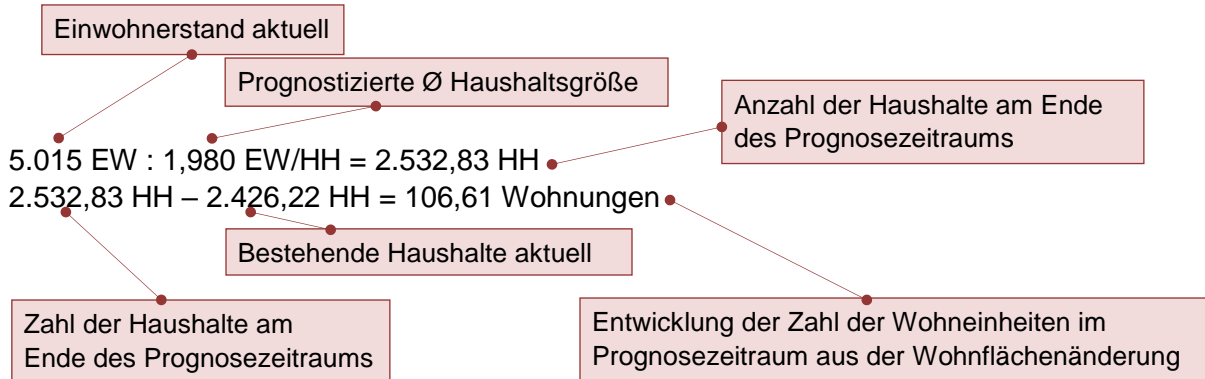 Einwohnerstand aktuell
Prognostizierte Ø Haushaltsgröße
Anzahl der Haushalte am Ende
des Prognosezeitraums
5.015 EW : 1,980 EW/HH = 2.532,83 HH
2.532,83 HH – 2.426,22 HH = 106,61 Wohnungen
Bestehende Haushalte aktuell
Zahl der Haushalte am
Ende des Prognosezeitraums
Entwicklung der Zahl der Wohneinheiten im
Prognosezeitraum aus der Wohnflächenänderung